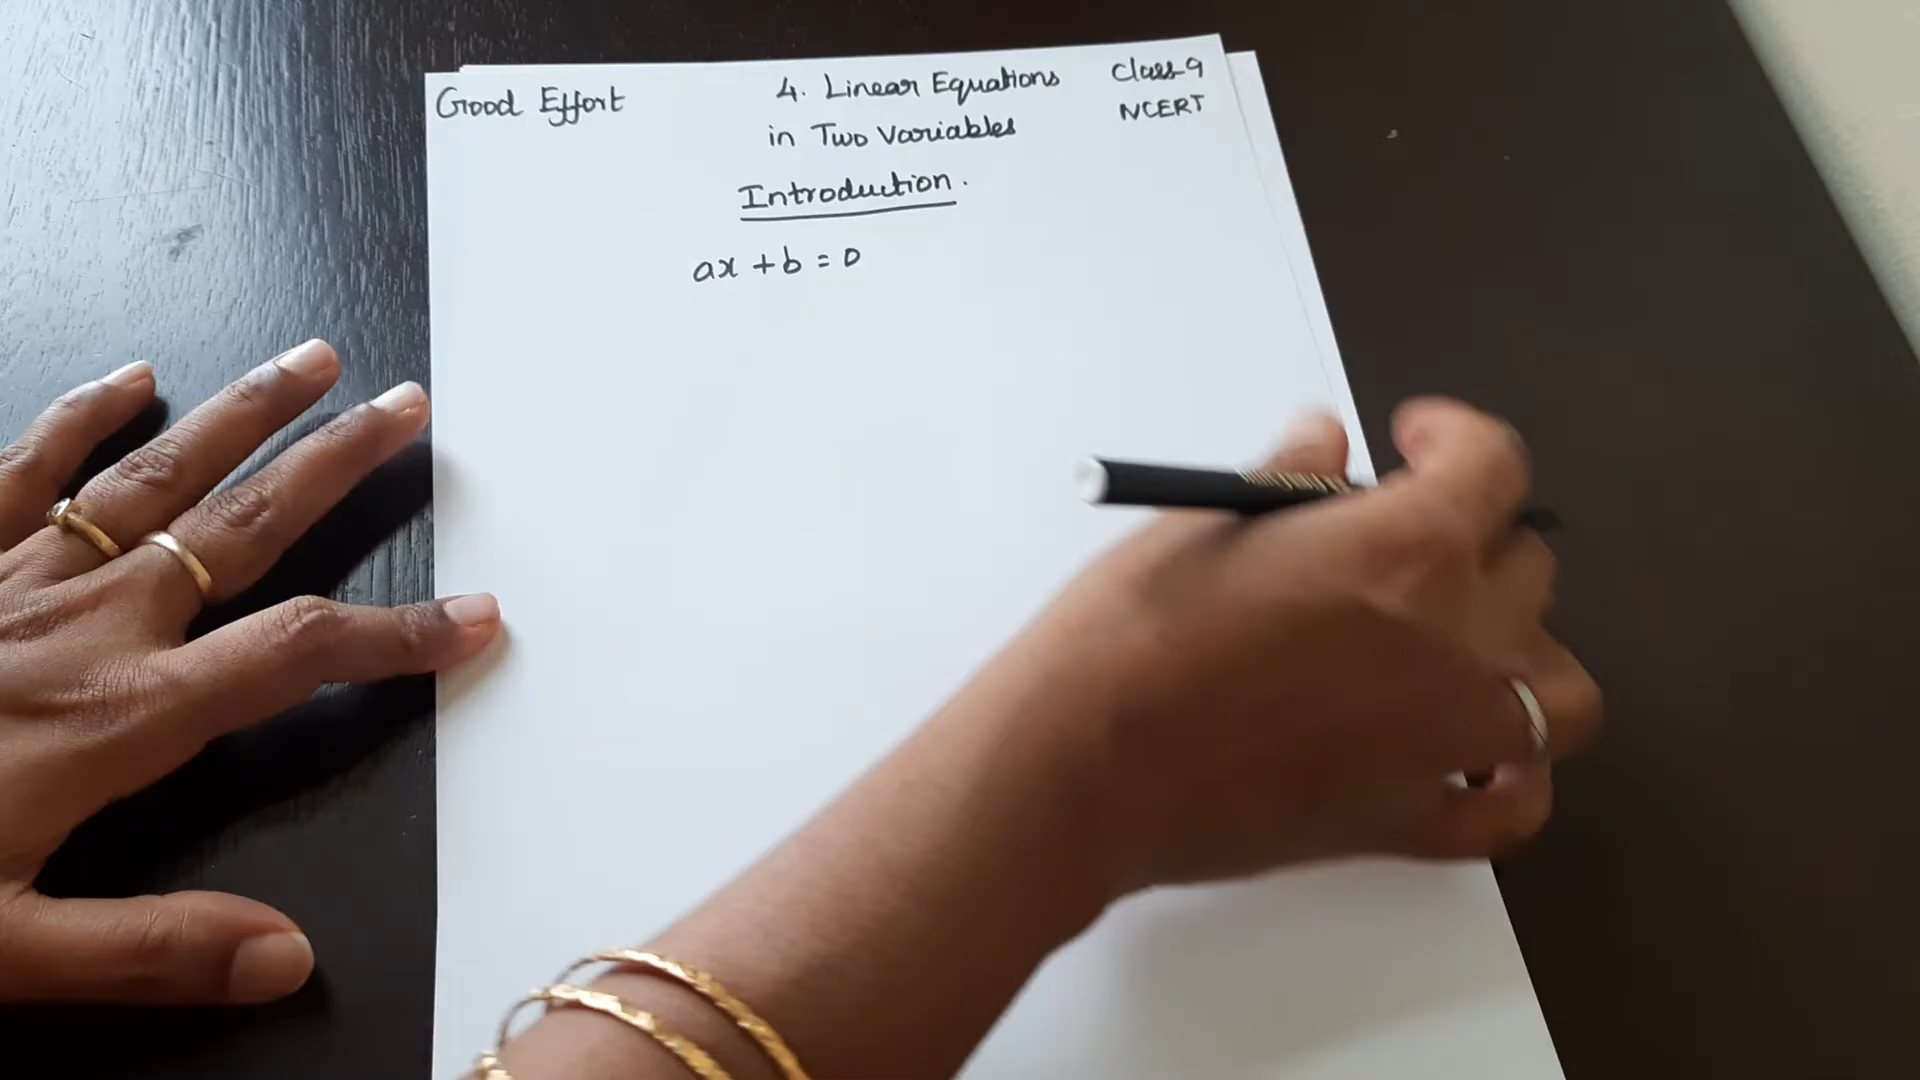 Good Effort
4. Linear Equations
in Two Variables
Class-9
NCERT
Introduction.
ax + b = 0